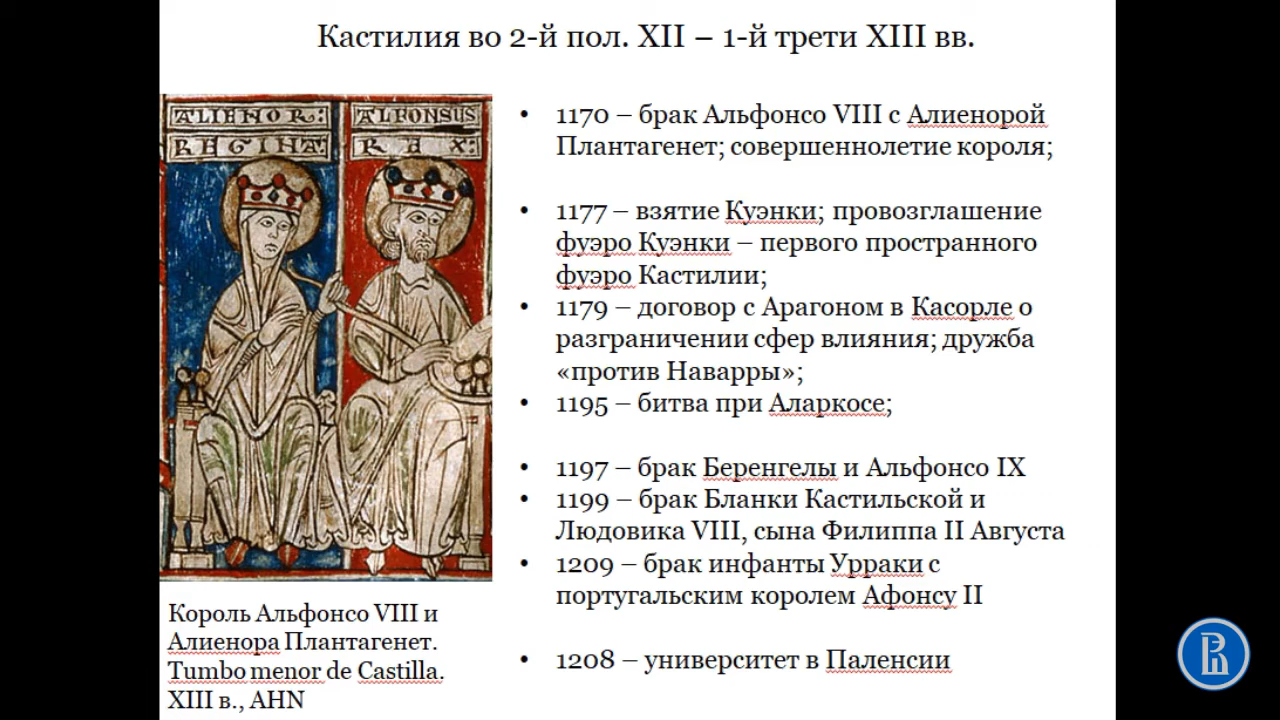 Кастилия во 2-й пол. XII – 1-й трети XIII вв.
ALIENOR: ALFONSUS
REGINA: REX:
• 1170 – брак Альфонсо VIII с Алиенорой
Плантагенет; совершеннолетие короля;
• 1177 – взятие Куэнки; провозглашение
фуэро Куэнки – первого пространного
фуэро Кастилии;
• 1179 – договор с Арагоном в Касорле о
разграничении сфер влияния; дружба
«против Наварры»;
• 1195 – битва при Аларкосе;
• 1197 – брак Беренгелы и Альфонсо IX
• 1199 – брак Бланки Кастильской и
Людовика VIII, сына Филиппа II Августа
• 1209 – брак инфанты Урраки с
португальским королем Афонсу II
• 1208 – университет в Паленсии
Король Альфонсо VIII и
Алиенора Плантагенет.
Tumbo menor de Castilla.
XIII в., AHN